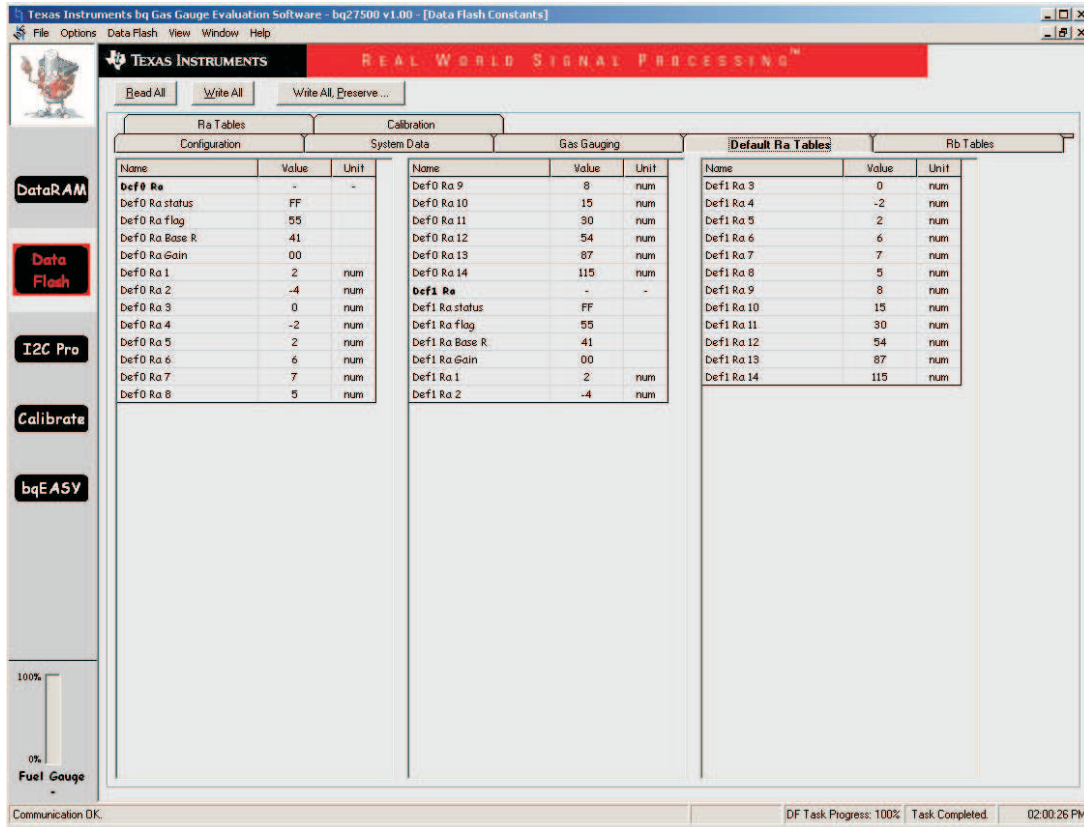 Texas Instruments bq Gas Gauge Evaluation Software - bq27500 v1.00 - [Data Flash Constants]
File Options Data Flash View Window Help
TEXAS INSTRUMENTS
REAL WORLD SIGNAL PROCESSING™
Read All Write All Write All, Preserve ...
Ra Tables Calibration
Configuration System Data Gas Gauging Default Ra Tables Rb Tables
DataRAM
Data
Flash
I2C Pro
Calibrate
bqEASY
Name Value Unit
Def0 Ra - -
Def0 Ra status FF
Def0 Ra flag 55
Def0 Ra Base R 41
Def0 Ra Gain 00
Def0 Ra 1 2 num
Def0 Ra 2 -4 num
Def0 Ra 3 0 num
Def0 Ra 4 -2 num
Def0 Ra 5 2 num
Def0 Ra 6 6 num
Def0 Ra 7 7 num
Def0 Ra 8 5 num
Name Value Unit
Def0 Ra 9 8 num
Def0 Ra 10 15 num
Def0 Ra 11 30 num
Def0 Ra 12 54 num
Def0 Ra 13 87 num
Def0 Ra 14 115 num
Def1 Ra - -
Def1 Ra status FF
Def1 Ra flag 55
Def1 Ra Base R 41
Def1 Ra Gain 00
Def1 Ra 1 2 num
Def1 Ra 2 -4 num
Name Value Unit
Def1 Ra 3 0 num
Def1 Ra 4 -2 num
Def1 Ra 5 2 num
Def1 Ra 6 6 num
Def1 Ra 7 7 num
Def1 Ra 8 5 num
Def1 Ra 9 8 num
Def1 Ra 10 15 num
Def1 Ra 11 30 num
Def1 Ra 12 54 num
Def1 Ra 13 87 num
Def1 Ra 14 115 num
100%
0%
Fuel Gauge
-
Communication OK. DF Task Progress: 100% Task Completed. 02:00:26 PM